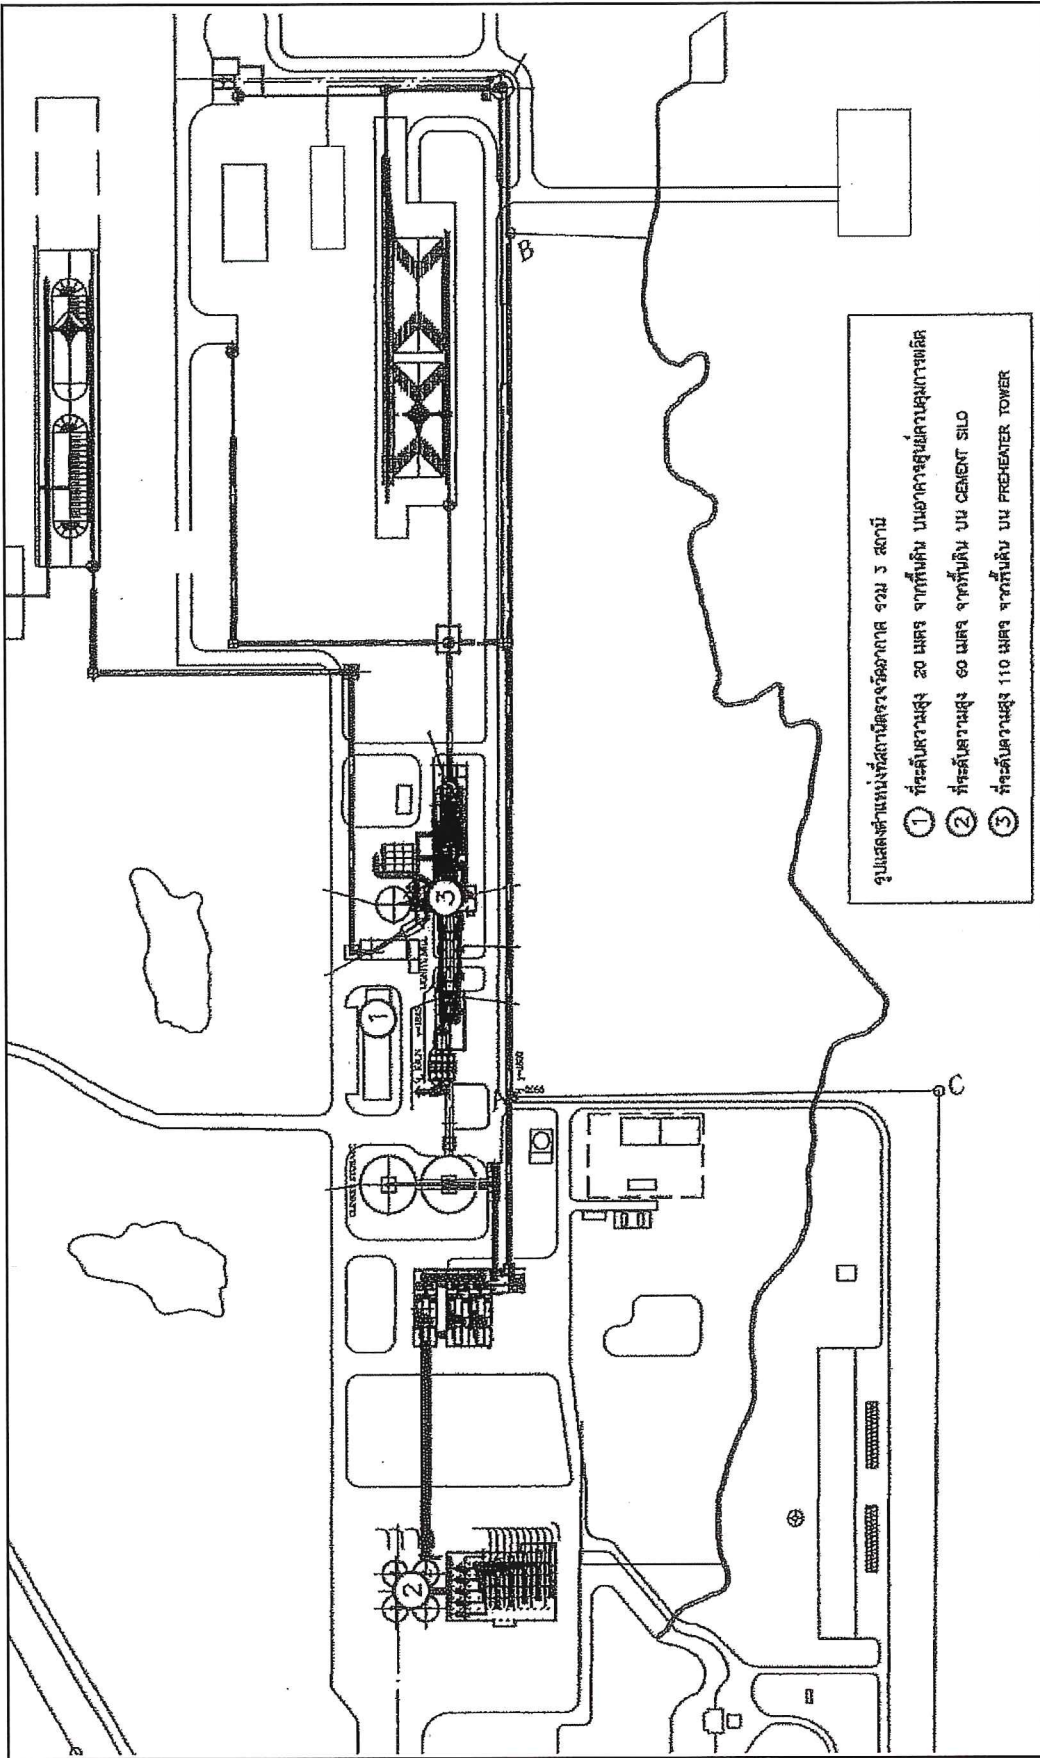 รูปแสดงตำแหน่งที่สถานีตรวจวัดอากาศ รวม 3 สถานี
① ที่ระดับความสูง 20 เมตร จากพื้นดิน บนอาคารศูนย์ควบคุมการผลิต
② ที่ระดับความสูง 60 เมตร จากพื้นดิน บน CEMENT SILO
③ ที่ระดับความสูง 110 เมตร จากพื้นดิน บน PREHEATER TOWER
B
C
1
2
3